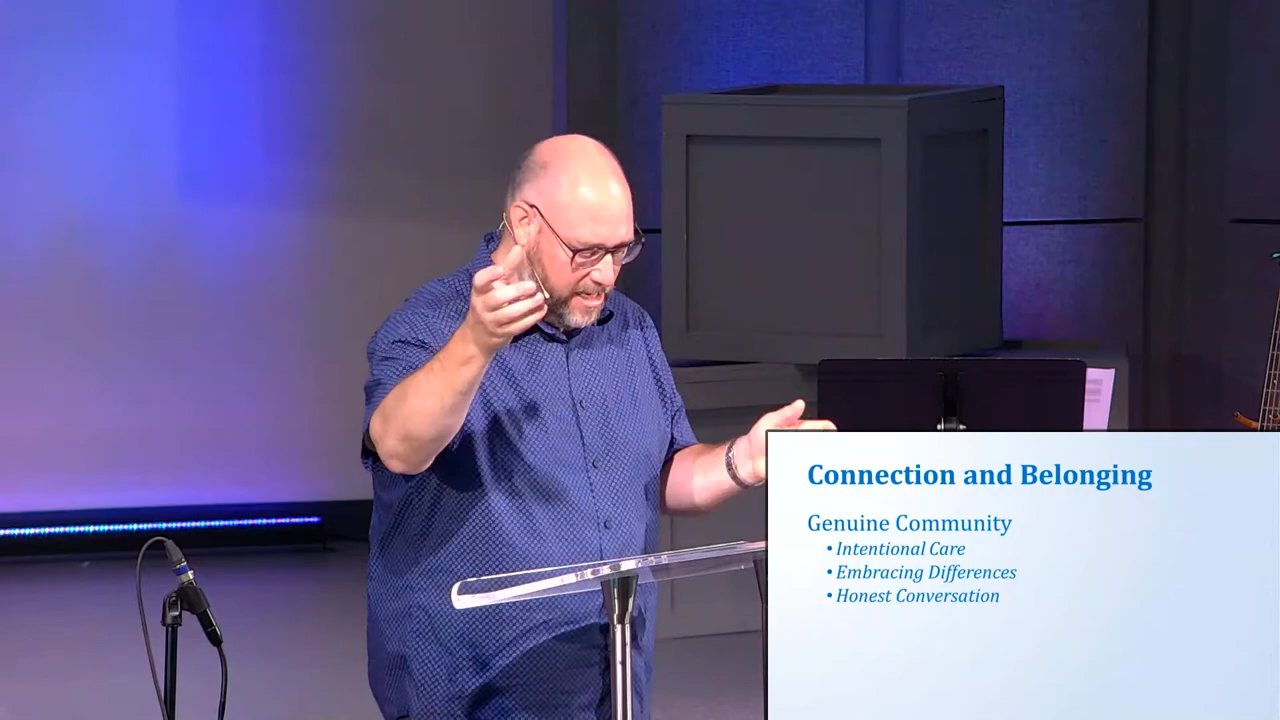 Connection and Belonging
Genuine Community
• Intentional Care
• Embracing Differences
• Honest Conversation